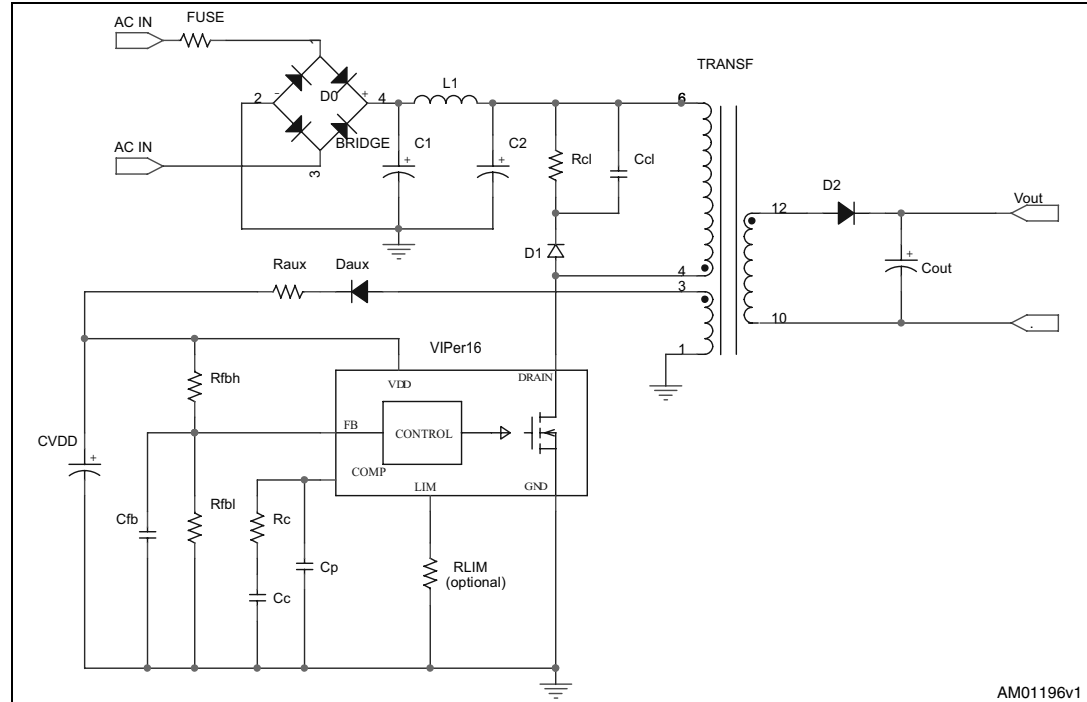 AC IN
FUSE
1
TRANSF
L1
6
2
-
D0
+
4
BRIDGE
C1
+
C2
+
Rcl
Ccl
AC IN
3
D2
12
Vout
D1
+
Cout
Raux
Daux
4
3
10
.
VIPer16
1
Rfbh
VDD
DRAIN
FB
CONTROL
CVDD
+
COMP
LIM
GND
Cfb
Rfbl
Rc
Cp
RLIM
(optional)
Cc
AM01196v1